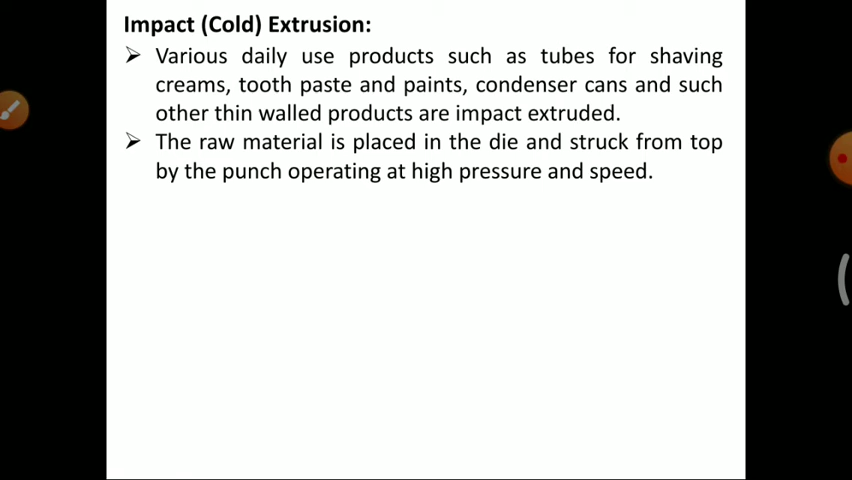 Impact (Cold) Extrusion:
➢ Various daily use products such as tubes for shaving
creams, tooth paste and paints, condenser cans and such
other thin walled products are impact extruded.
➢ The raw material is placed in the die and struck from top
by the punch operating at high pressure and speed.